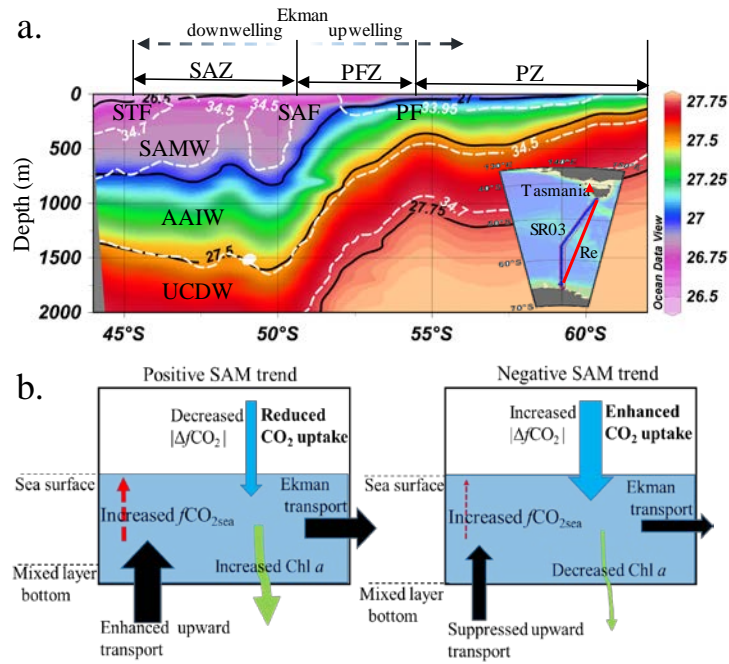 a.
Ekman
downwelling upwelling
SAZ PFZ PZ
0
500
1000
1500
2000
Depth (m)
STF SAF PF
26.5 34.5 34.5 33.95 27
34.7
SAMW
34.5
AAIW
27.75 34.7
27.5
UCDW
Tasmania
SR03
Re
60°S
70°S
45°S 50°S 55°S 60°S
27.75
27.5
27.25
27
26.75
26.5
Ocean Data View
b.
Positive SAM trend
Decreased
|ΔfCO2|
Reduced
CO2 uptake
Sea surface
Increased fCO2sea
Ekman
transport
Increased Chl a
Mixed layer
bottom
Enhanced upward
transport
Negative SAM trend
Increased
|ΔfCO2|
Enhanced
CO2 uptake
Sea surface
Increased fCO2sea
Ekman
transport
Decreased Chl a
Mixed layer
bottom
Suppressed upward
transport